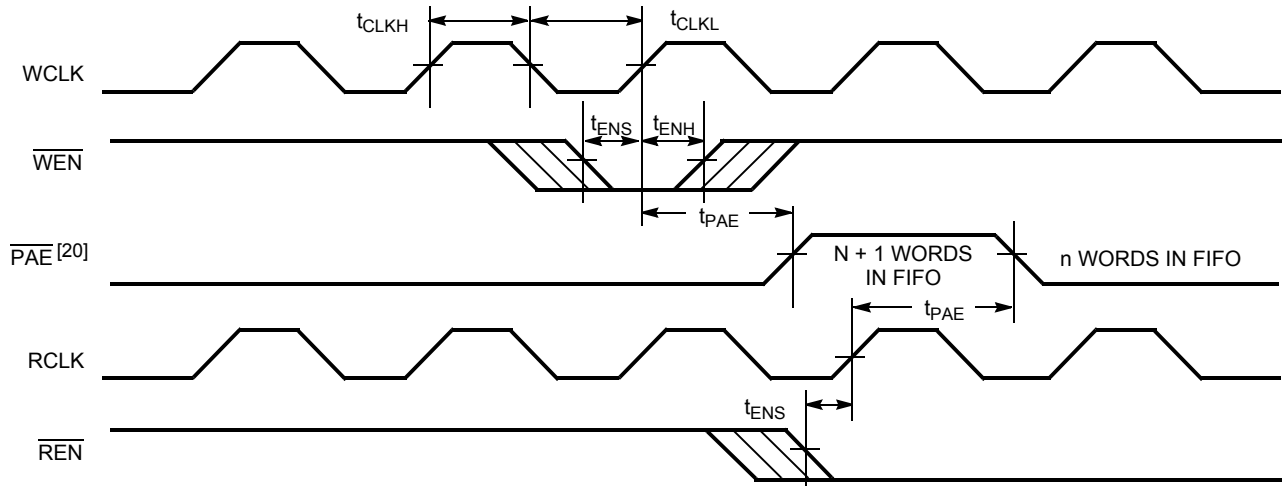 tCLKH
tCLKL
WCLK
tENS
tENH
WEN
tPAE
PAE [20]
N + 1 WORDS
IN FIFO
n WORDS IN FIFO
tPAE
RCLK
tENS
REN